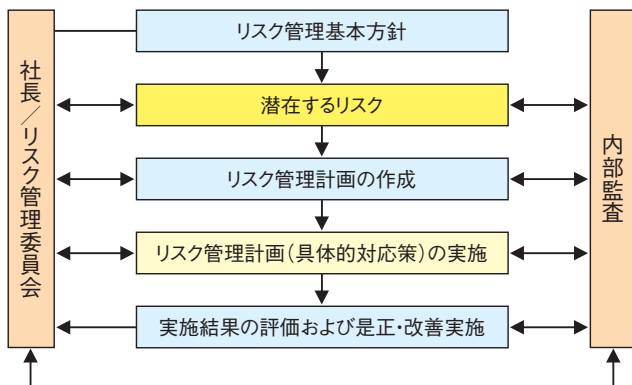 リスク管理基本方針
社長／リスク管理委員会
潜在するリスク
内部監査
リスク管理計画の作成
リスク管理計画（具体的対応策）の実施
実施結果の評価および是正・改善実施